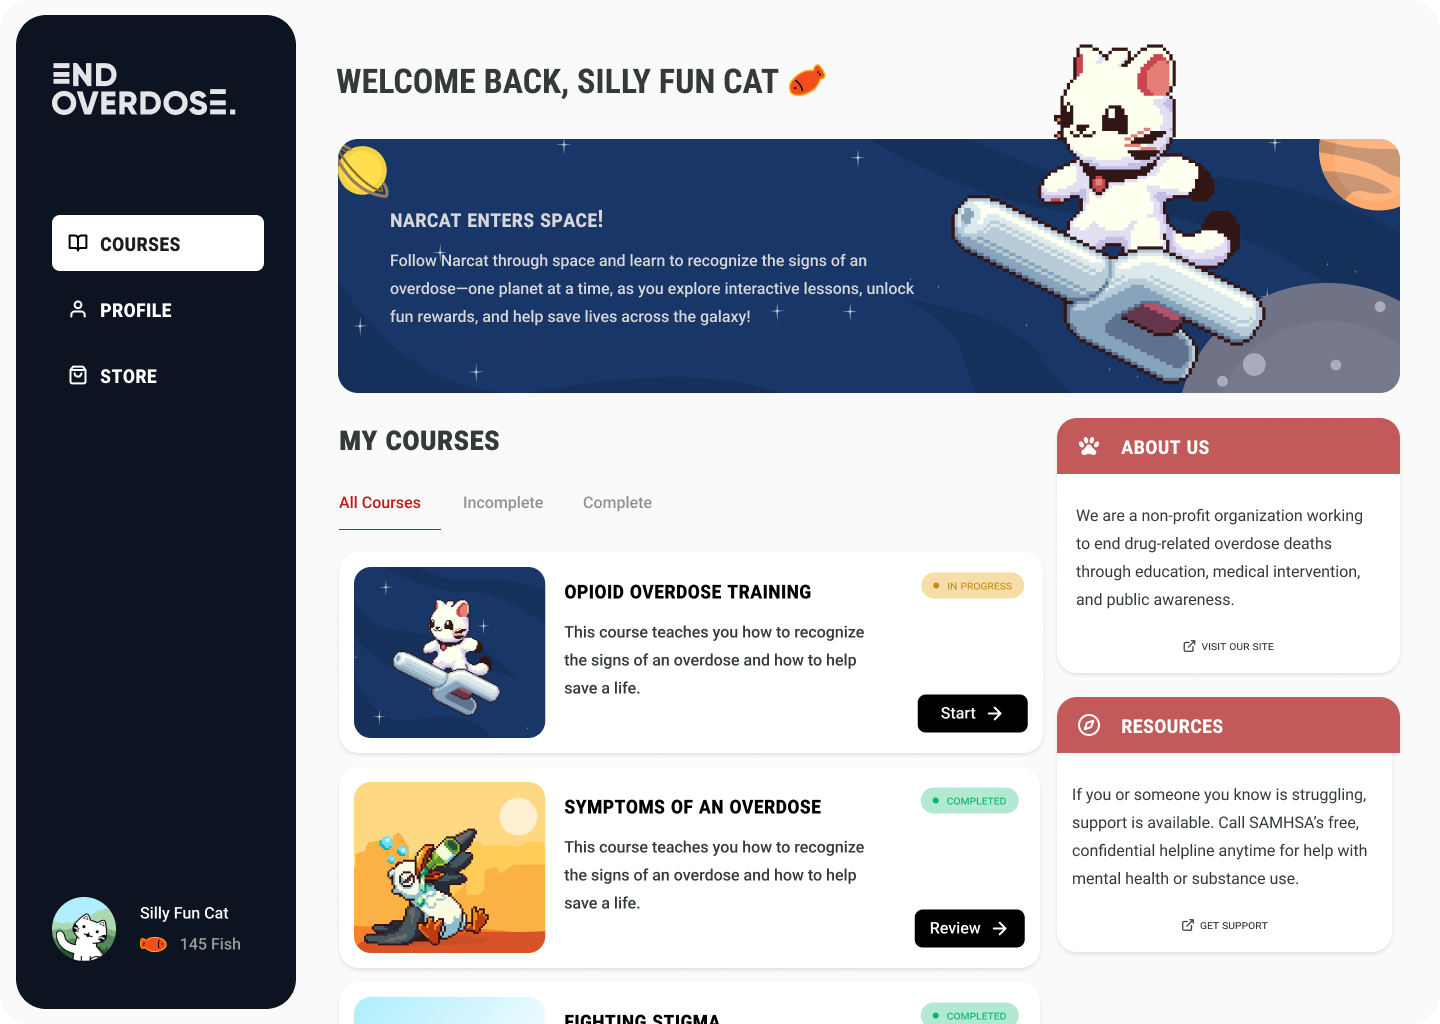 END
OVERDOSE.
COURSES
PROFILE
STORE
Silly Fun Cat
145 Fish
WELCOME BACK, SILLY FUN CAT
NARCAT ENTERS SPACE!
Follow Narcat through space and learn to recognize the signs of an
overdose—one planet at a time, as you explore interactive lessons, unlock
fun rewards, and help save lives across the galaxy!
MY COURSES
All Courses
Incomplete
Complete
OPIOID OVERDOSE TRAINING
IN PROGRESS
This course teaches you how to recognize
the signs of an overdose and how to help
save a life.
Start
SYMPTOMS OF AN OVERDOSE
COMPLETED
This course teaches you how to recognize
the signs of an overdose and how to help
save a life.
Review
FIGHTING STIGMA
COMPLETED
ABOUT US
We are a non-profit organization working
to end drug-related overdose deaths
through education, medical intervention,
and public awareness.
VISIT OUR SITE
RESOURCES
If you or someone you know is struggling,
support is available. Call SAMHSA’s free,
confidential helpline anytime for help with
mental health or substance use.
GET SUPPORT